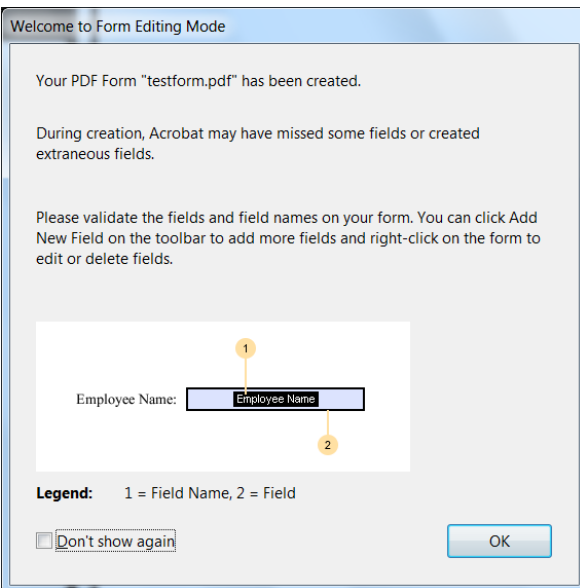 Welcome to Form Editing Mode
Your PDF Form "testform.pdf" has been created.
During creation, Acrobat may have missed some fields or created
extraneous fields.
Please validate the fields and field names on your form. You can click Add
New Field on the toolbar to add more fields and right-click on the form to
edit or delete fields.
1
Employee Name: Employee Name
2
Legend: 1 = Field Name, 2 = Field
Don't show again OK